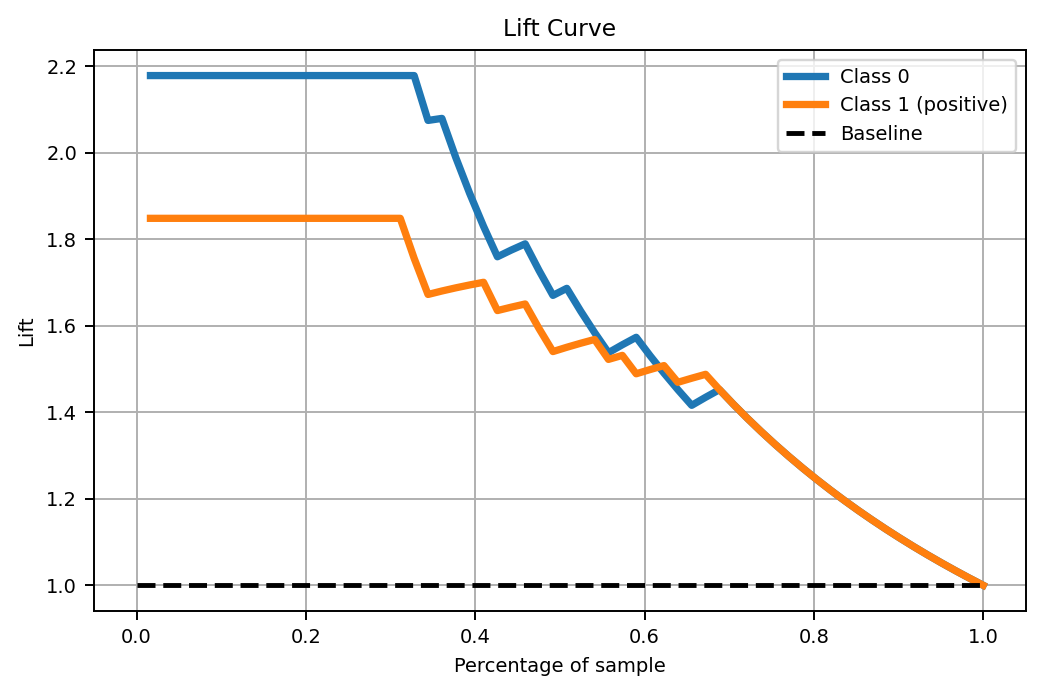 Lift Curve
2.2
2.0
1.8
1.6
1.4
1.2
1.0
Lift
Class 0
Class 1 (positive)
Baseline
0.0 0.2 0.4 0.6 0.8 1.0
Percentage of sample